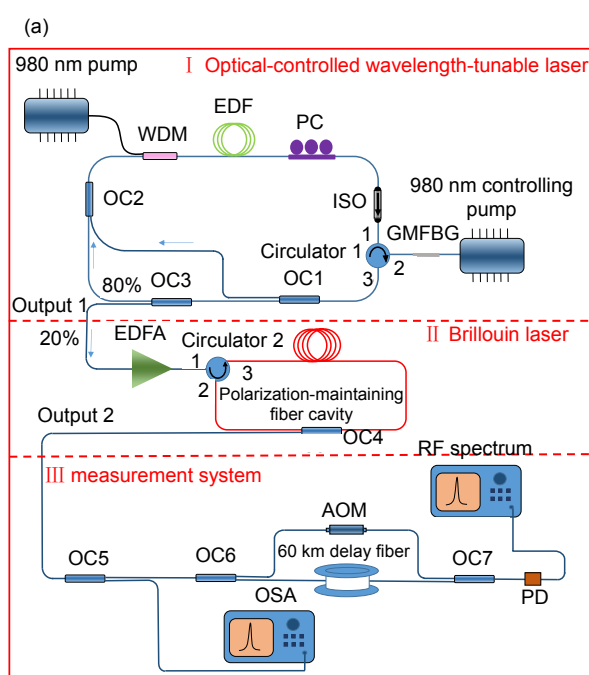 (a)
980 nm pump
I Optical-controlled wavelength-tunable laser
EDF
PC
WDM
OC2
ISO
980 nm controlling
pump
GMFBG
1
Circulator 1
2
3
OC1
80%
OC3
Output 1
20%
II Brillouin laser
EDFA
Circulator 2
1
3
2
Polarization-maintaining
fiber cavity
Output 2
OC4
RF spectrum
III measurement system
AOM
60 km delay fiber
OC5
OC6
OC7
OSA
PD